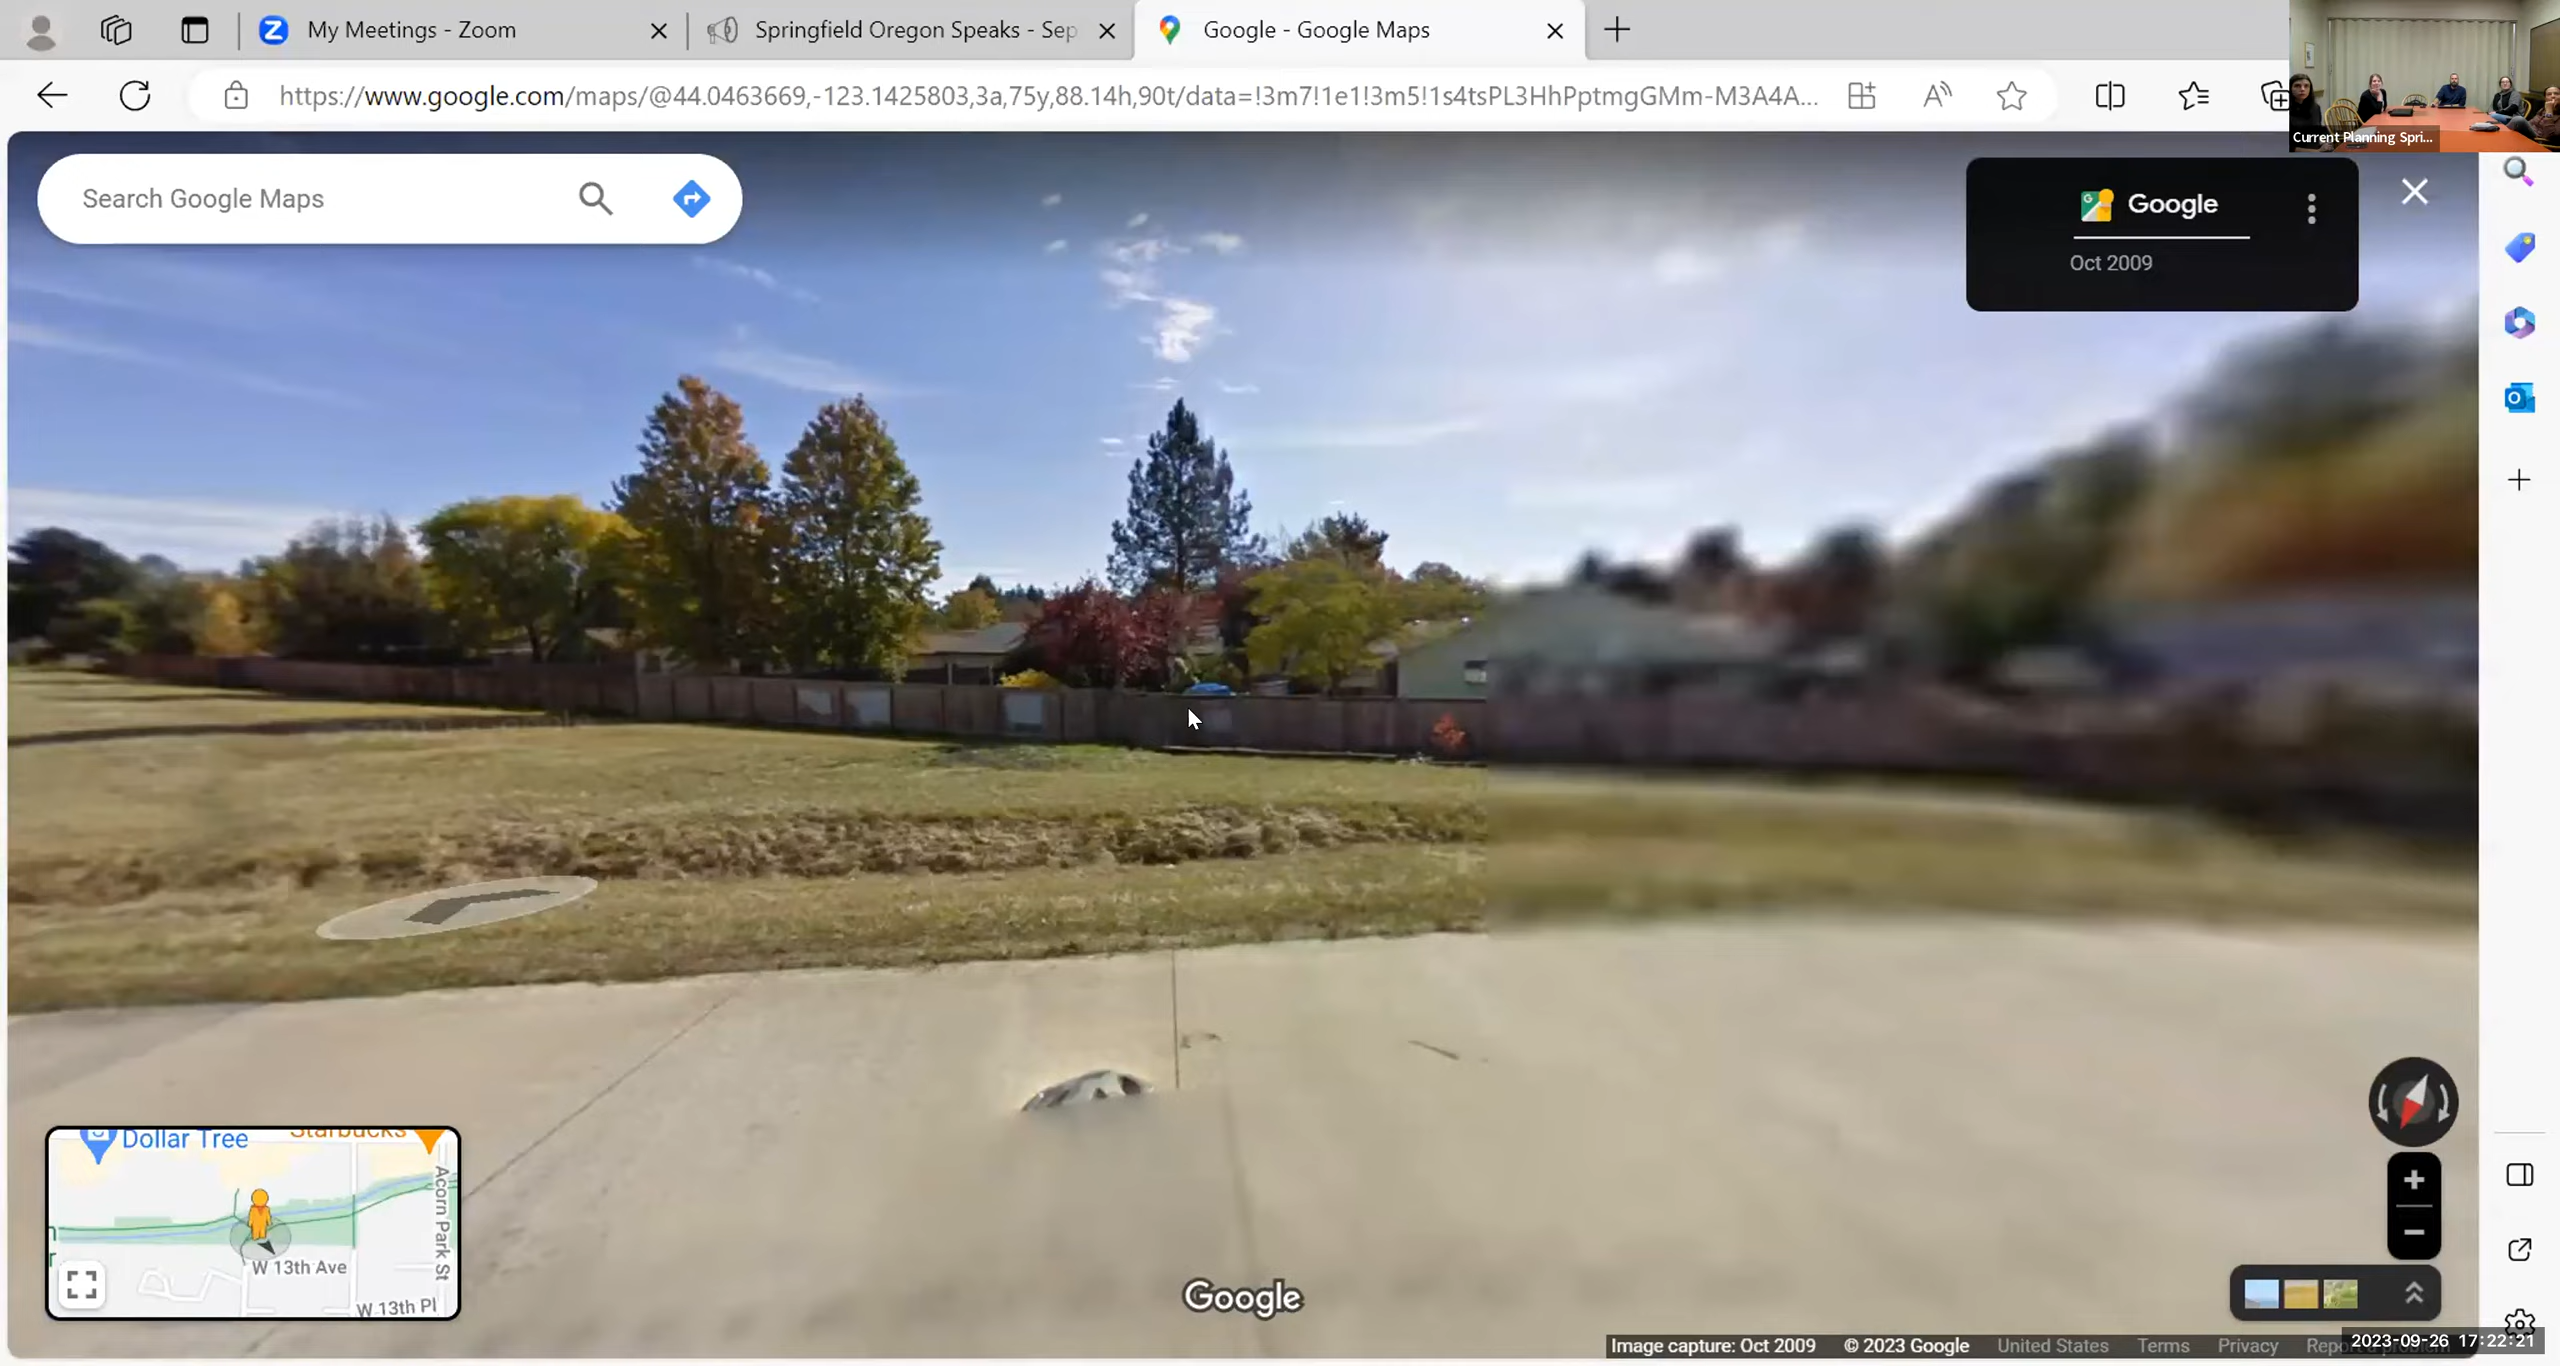 My Meetings - Zoom
Springfield Oregon Speaks - Sep
Google - Google Maps
https://www.google.com/maps/@44.0463669,-123.1425803,3a,75y,88.14h,90t/data=!3m7!1e1!3m5!1s4tsPL3HhPptmgGMm-M3A4A...
Current Planning Spri...
Search Google Maps
Google
Oct 2009
Dollar Tree
Starbucks
Acorn Park St
W 13th Ave
W 13th Pl
Google
Image capture: Oct 2009 © 2023 Google United States Terms Privacy
2023-09-26 17:22:21